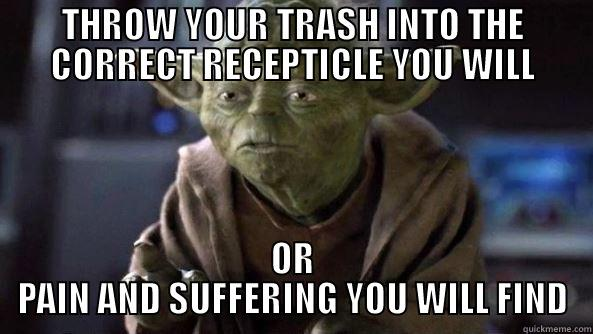 THROW YOUR TRASH INTO THE
CORRECT RECEPTICLE YOU WILL
OR
PAIN AND SUFFERING YOU WILL FIND
quickmeme.com